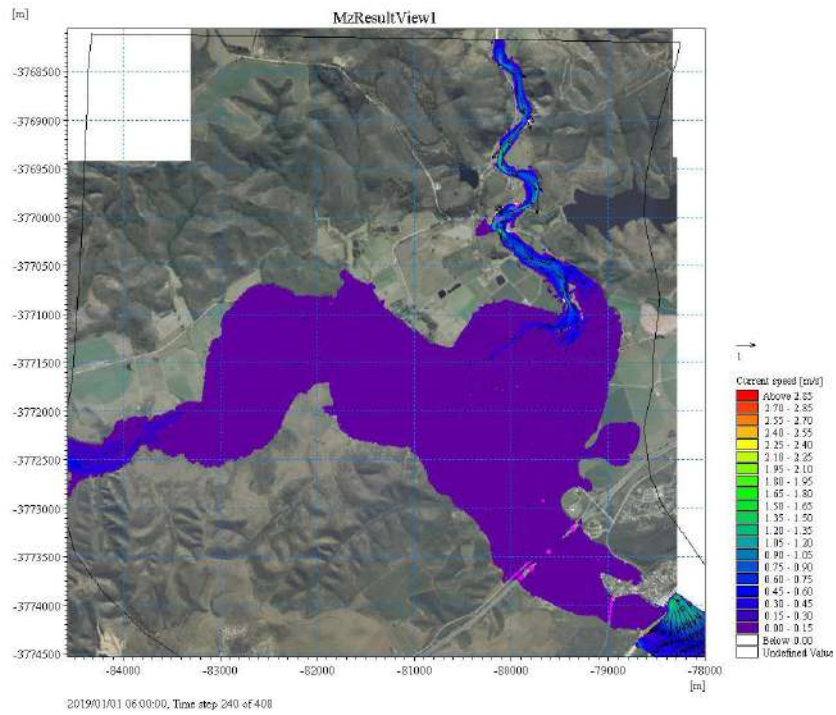 [m]
MzResultView1
-3768500
-3769000
-3769500
-3770000
-3770500
-3771000
-3771500
-3772000
-3772500
-3773000
-3773500
-3774000
-3774500
-84000 -83000 -82000 -81000 -80000 -79000 -78000
[m]
1
Current speed [m/s]
Above 2.85
2.70 - 2.85
2.55 - 2.70
2.40 - 2.55
2.25 - 2.40
2.10 - 2.25
1.95 - 2.10
1.80 - 1.95
1.65 - 1.80
1.50 - 1.65
1.35 - 1.50
1.20 - 1.35
1.05 - 1.20
0.90 - 1.05
0.75 - 0.90
0.60 - 0.75
0.45 - 0.60
0.30 - 0.45
0.15 - 0.30
0.00 - 0.15
Below 0.00
Undefined Value
2019/01/01 06:00:00, Time step 240 of 408